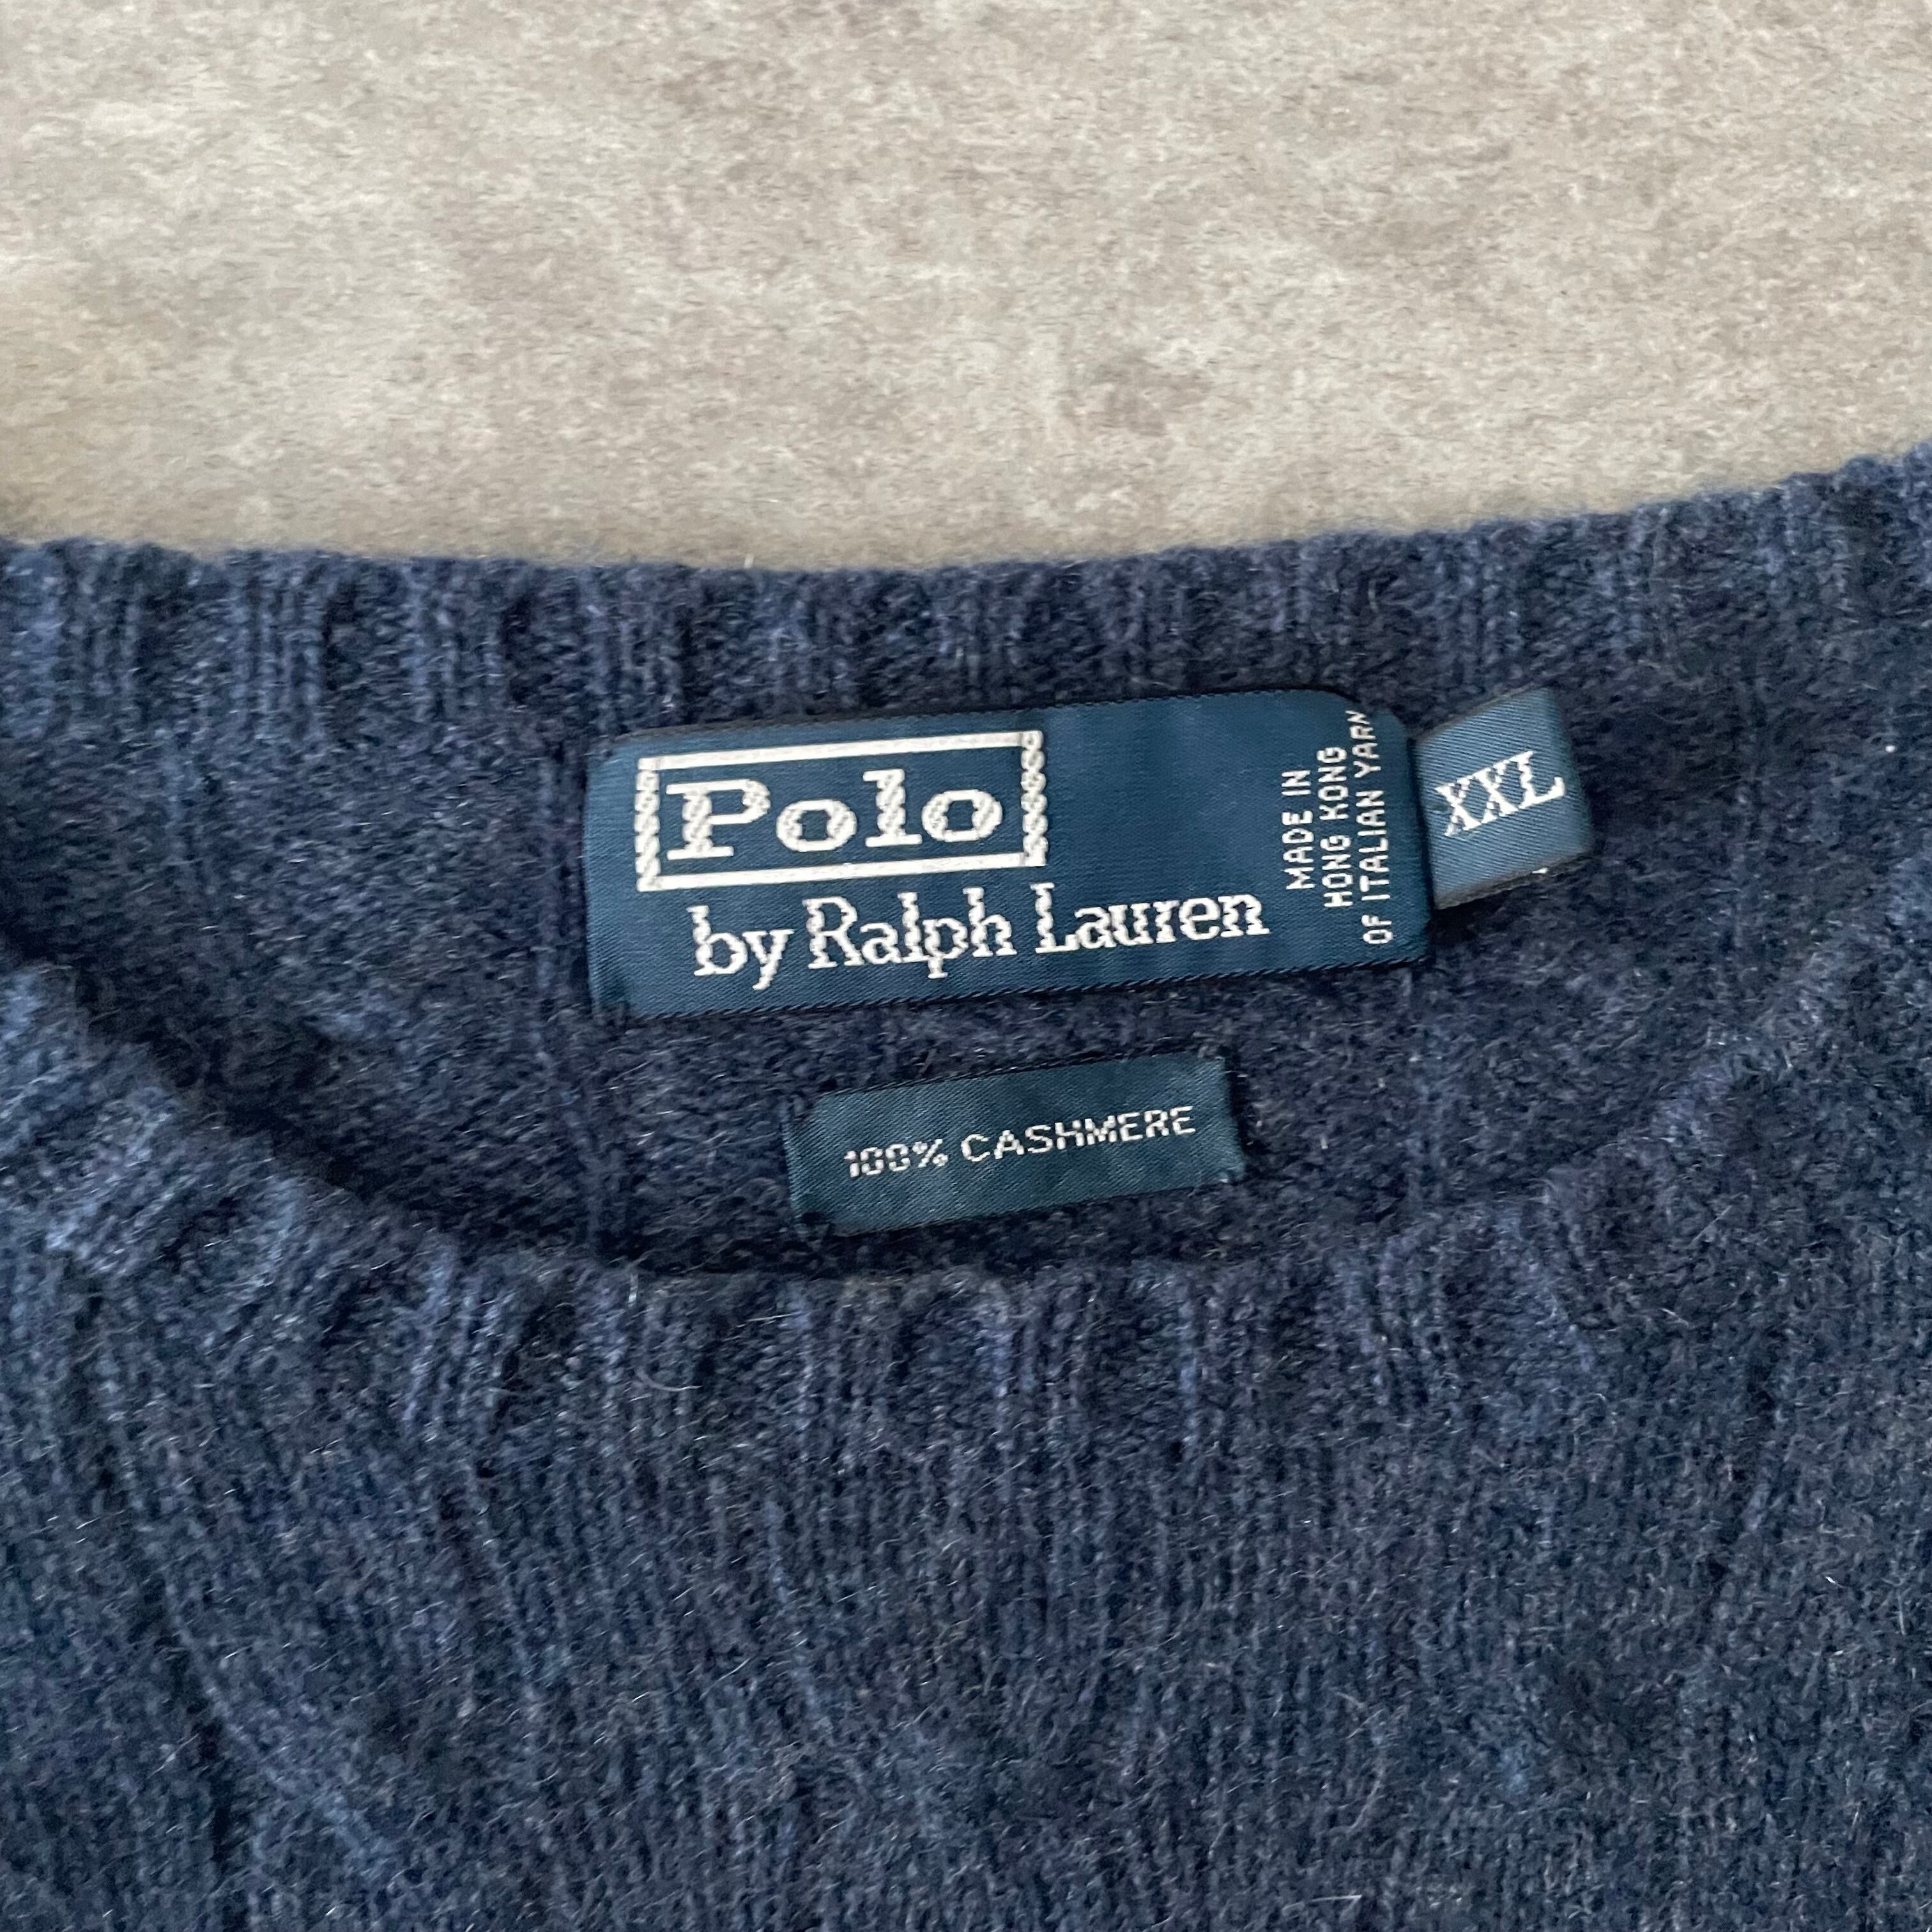 Polo
by Ralph Lauren
MADE IN
HONG KONG
OF ITALIAN YARN
XXL
100% CASHMERE